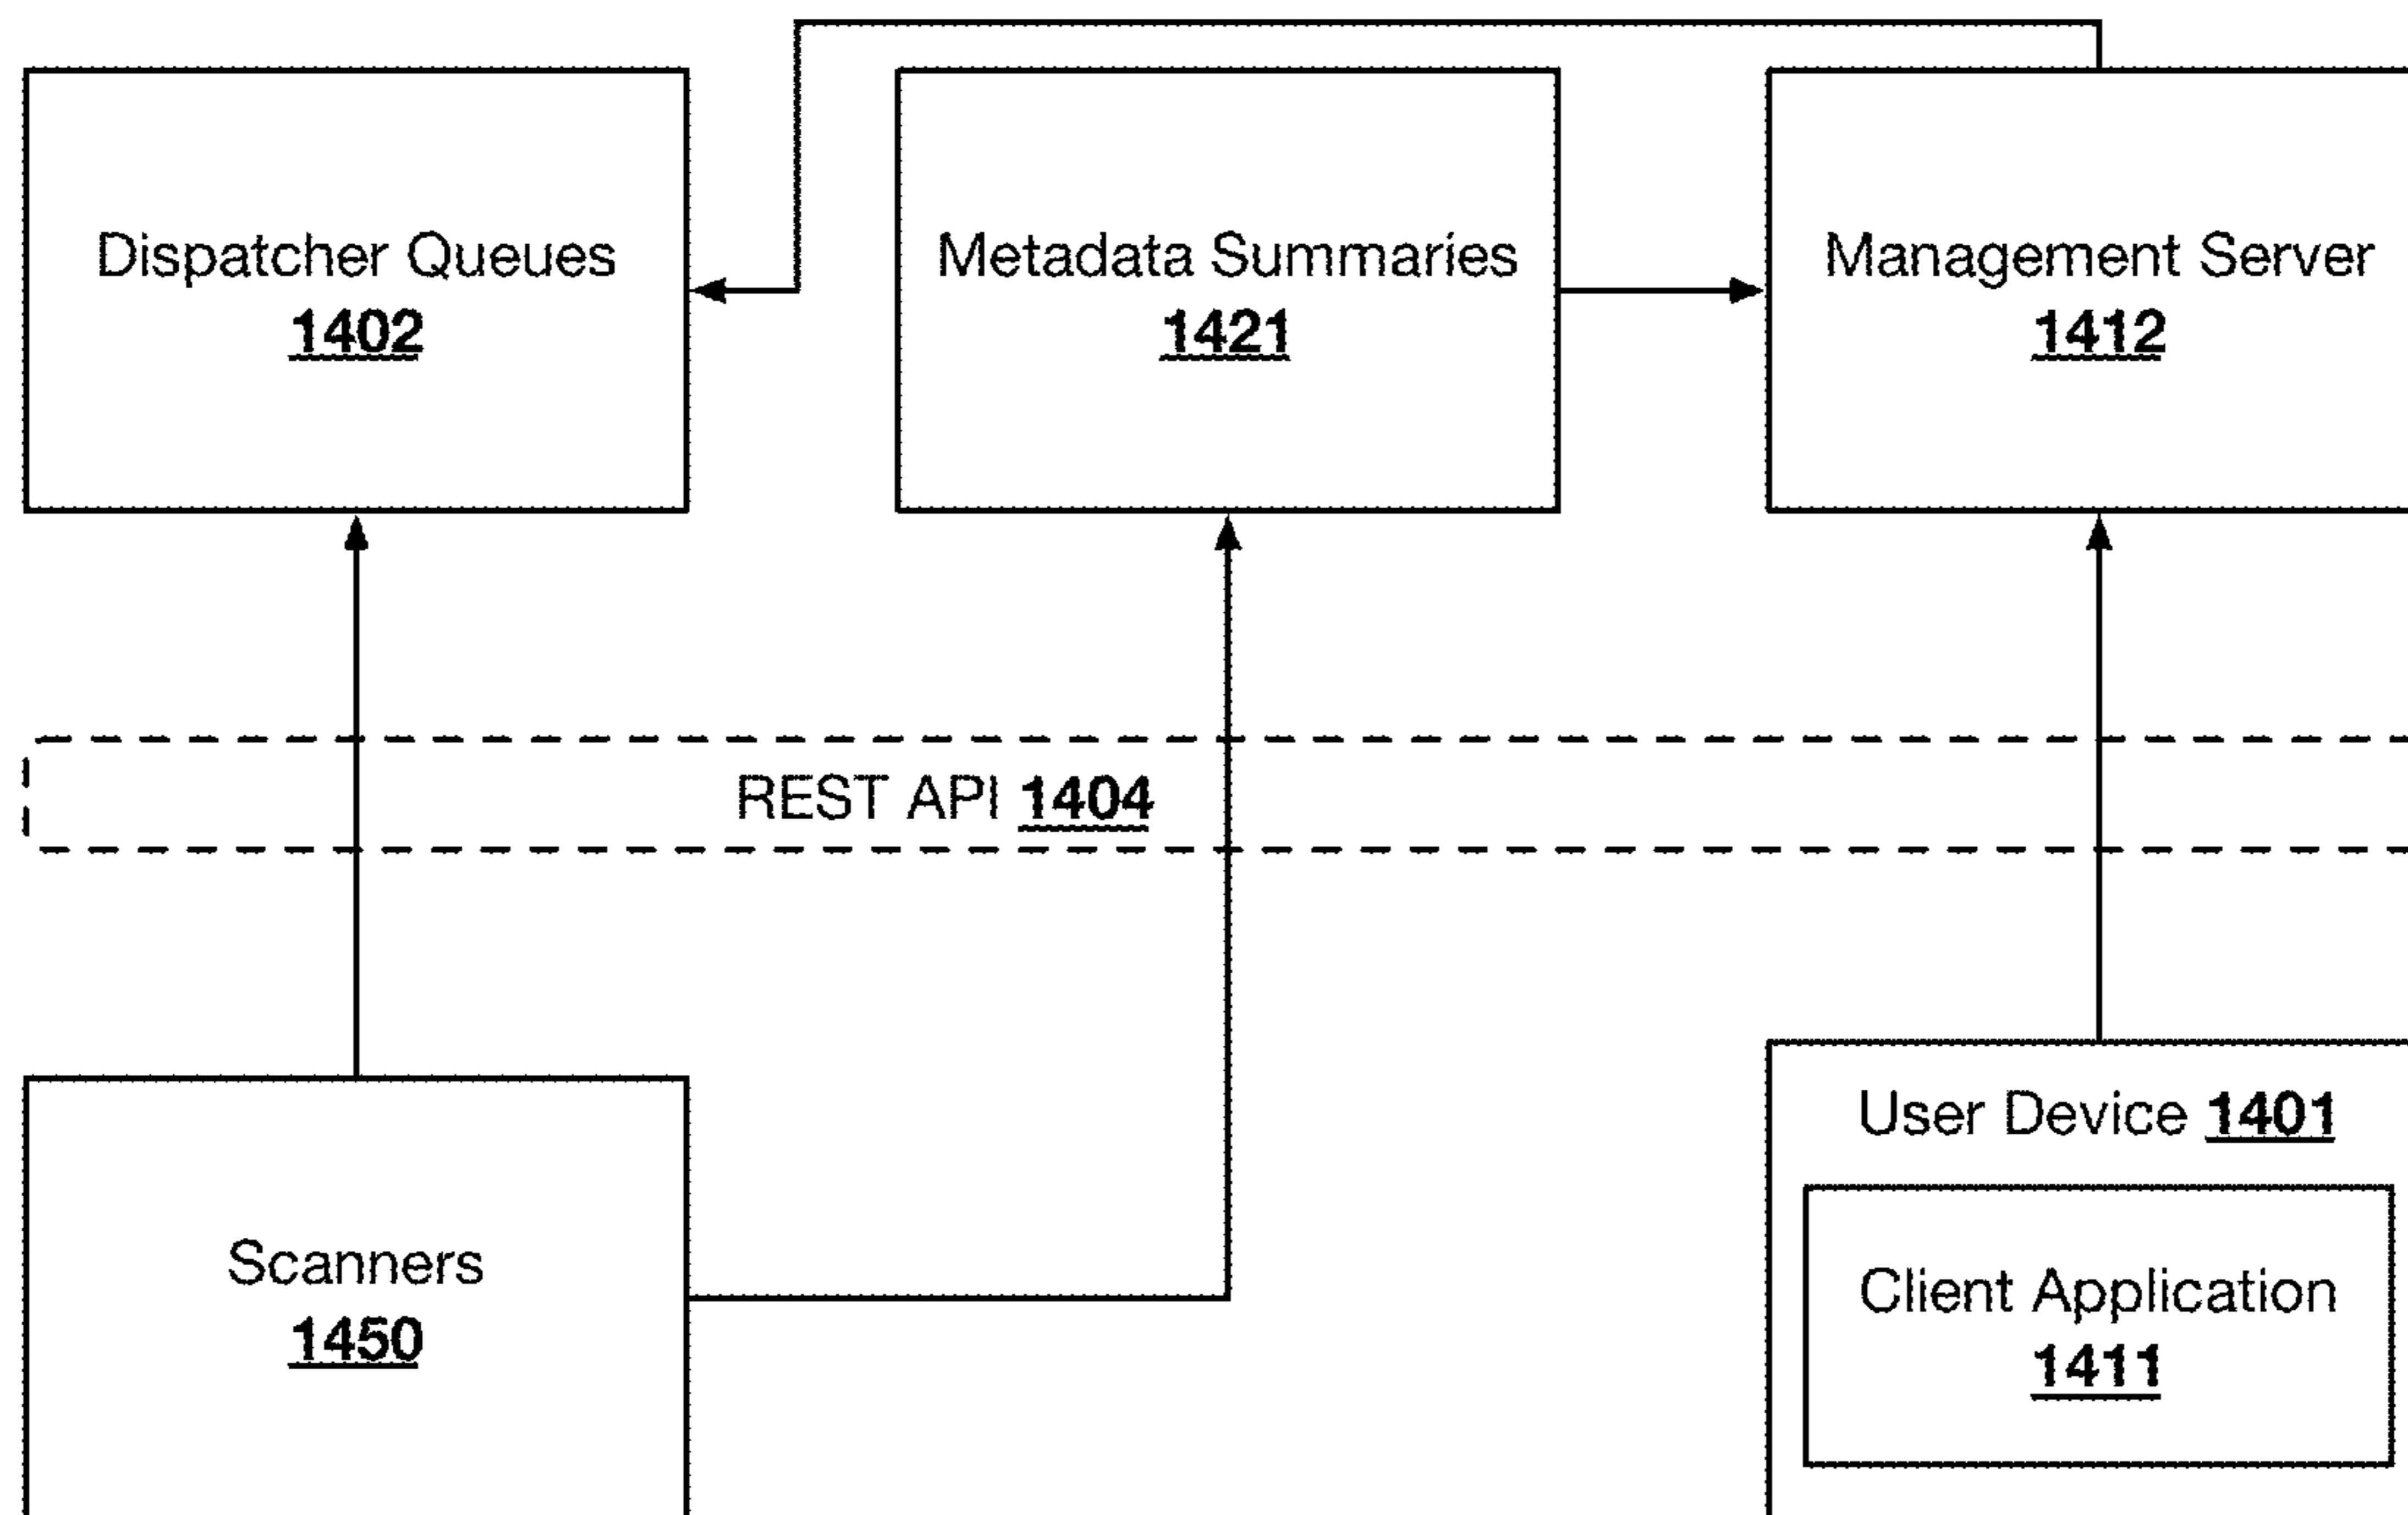 Dispatcher Queues
1402
Metadata Summaries
1421
Management Server
1412
REST API 1404
Scanners
1450
User Device 1401
Client Application
1411